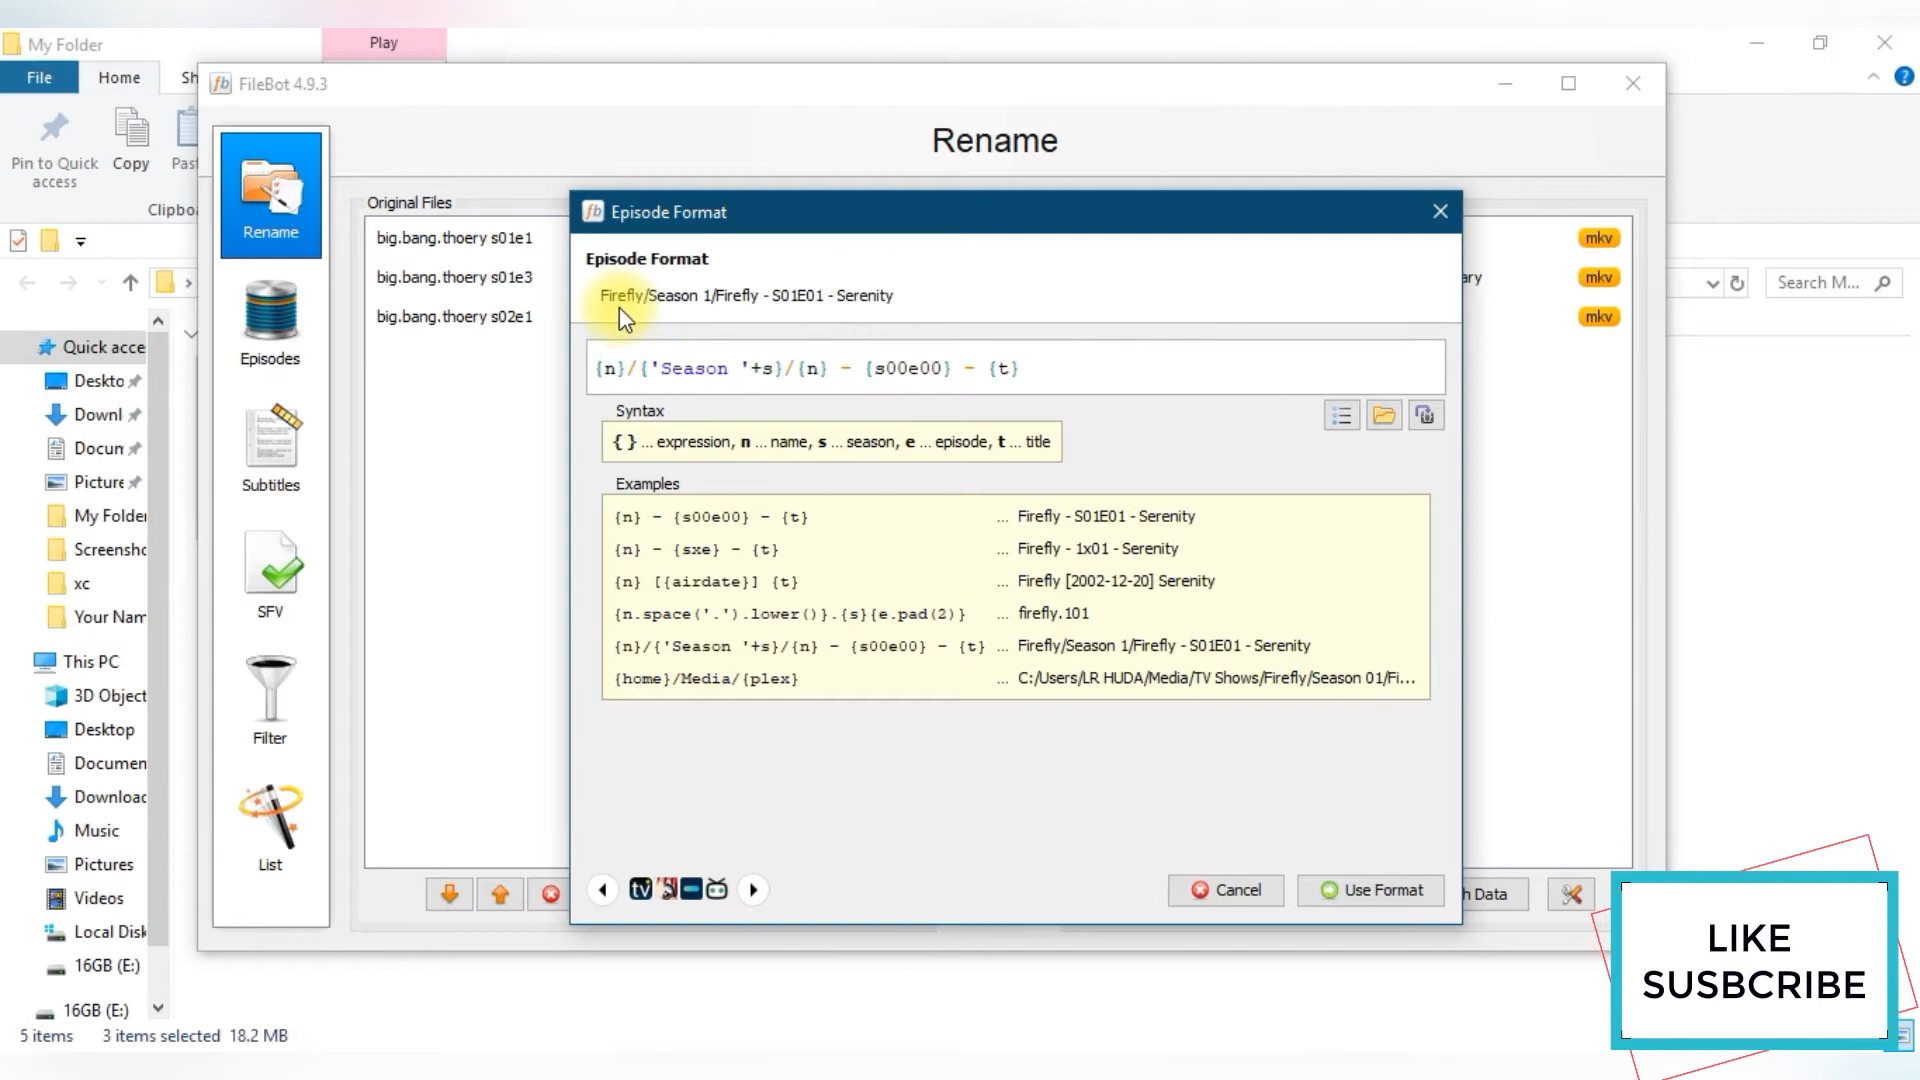 My Folder
Play
File
Home
Sh
Pin to Quick
access
Copy
Past
Clipboa
fb FileBot 4.9.3
Rename
Rename
Episodes
Subtitles
SFV
Filter
List
Original Files
big.bang.thoery s01e1
big.bang.thoery s01e3
big.bang.thoery s02e1
mkv
ary
mkv
mkv
fb Episode Format
Episode Format
Firefly/Season 1/Firefly - S01E01 - Serenity
{n}/{'Season '+s}/{n} - {s00e00} - {t}
Syntax
{ } ... expression, n ... name, s ... season, e ... episode, t ... title
Examples
{n} - {s00e00} - {t} ... Firefly - S01E01 - Serenity
{n} - {sxe} - {t} ... Firefly - 1x01 - Serenity
{n} [{airdate}] {t} ... Firefly [2002-12-20] Serenity
{n.space('.').lower()}.{s}{e.pad(2)} ... firefly.101
{n}/{'Season '+s}/{n} - {s00e00} - {t} ... Firefly/Season 1/Firefly - S01E01 - Serenity
{home}/Media/{plex} ... C:/Users/LR HUDA/Media/TV Shows/Firefly/Season 01/Fi...
tv
Cancel
Use Format
h Data
Search M...
Quick acce
Deskto
Downl
Docum
Picture
My Folder
Screensho
xc
Your Nam
This PC
3D Object
Desktop
Documen
Download
Music
Pictures
Videos
Local Disk
16GB (E:)
16GB (E:)
5 items
3 items selected 18.2 MB
LIKE
SUSBCRIBE